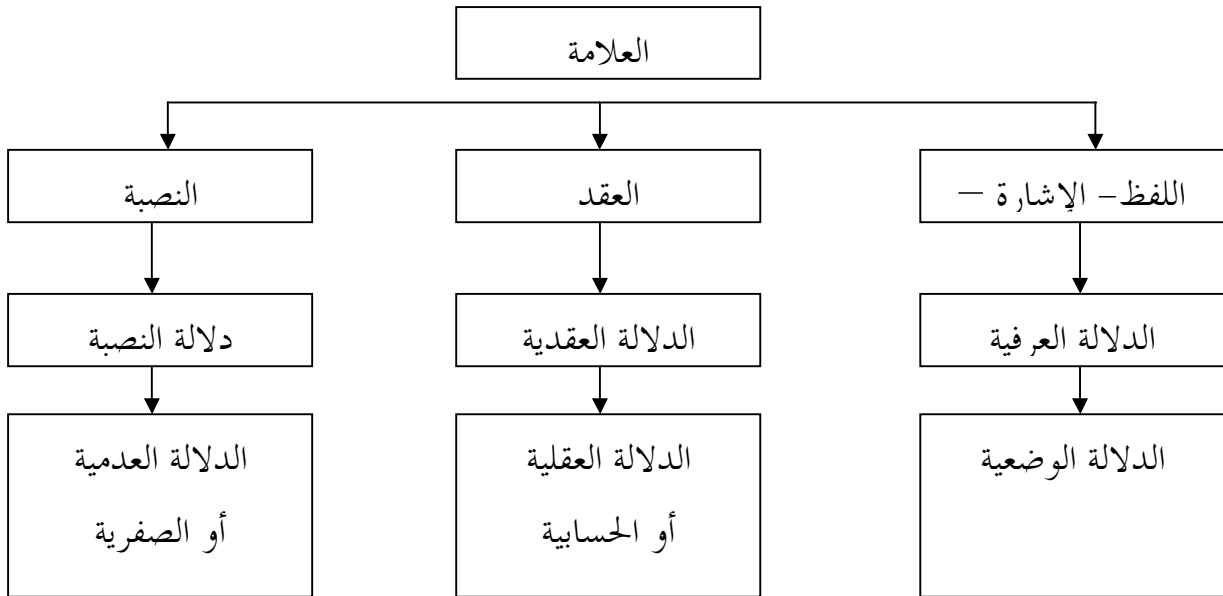 العلامة
اللفظ – الإشارة –
العقد
النصبة
الدلالة العرفية
الدلالة العقدية
دلالة النصبة
الدلالة الوضعية
الدلالة العقلية
أو الحسابية
الدلالة العدمية
أو الصفرية